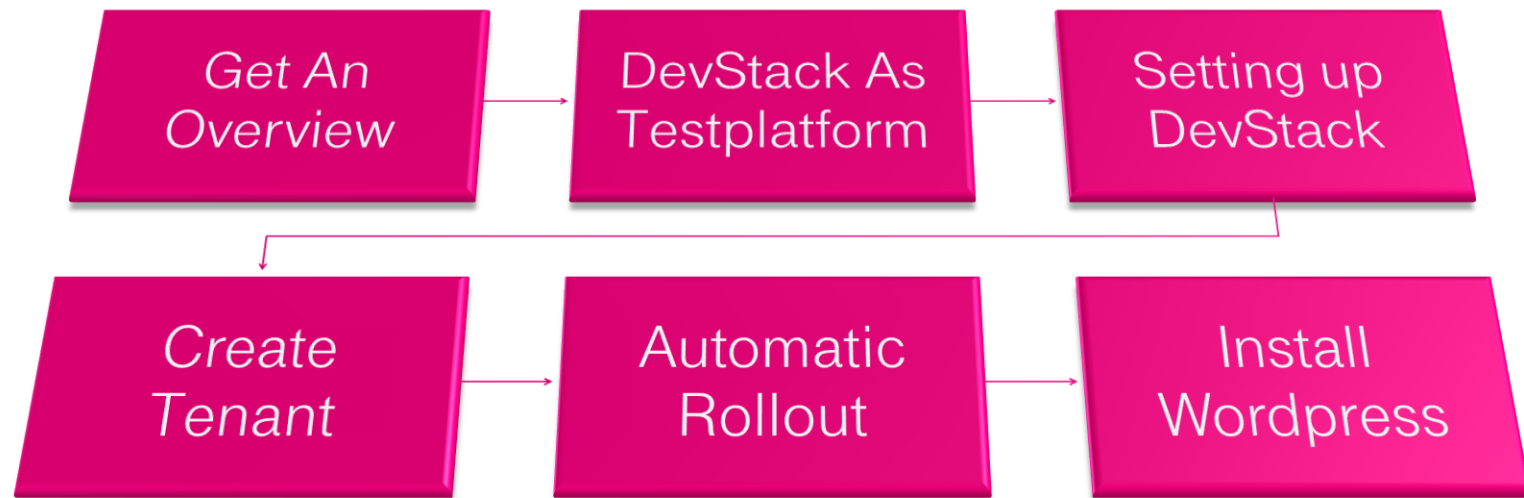 Get An
Overview
DevStack As
Testplatform
Setting up
DevStack
Create
Tenant
Automatic
Rollout
Install
Wordpress